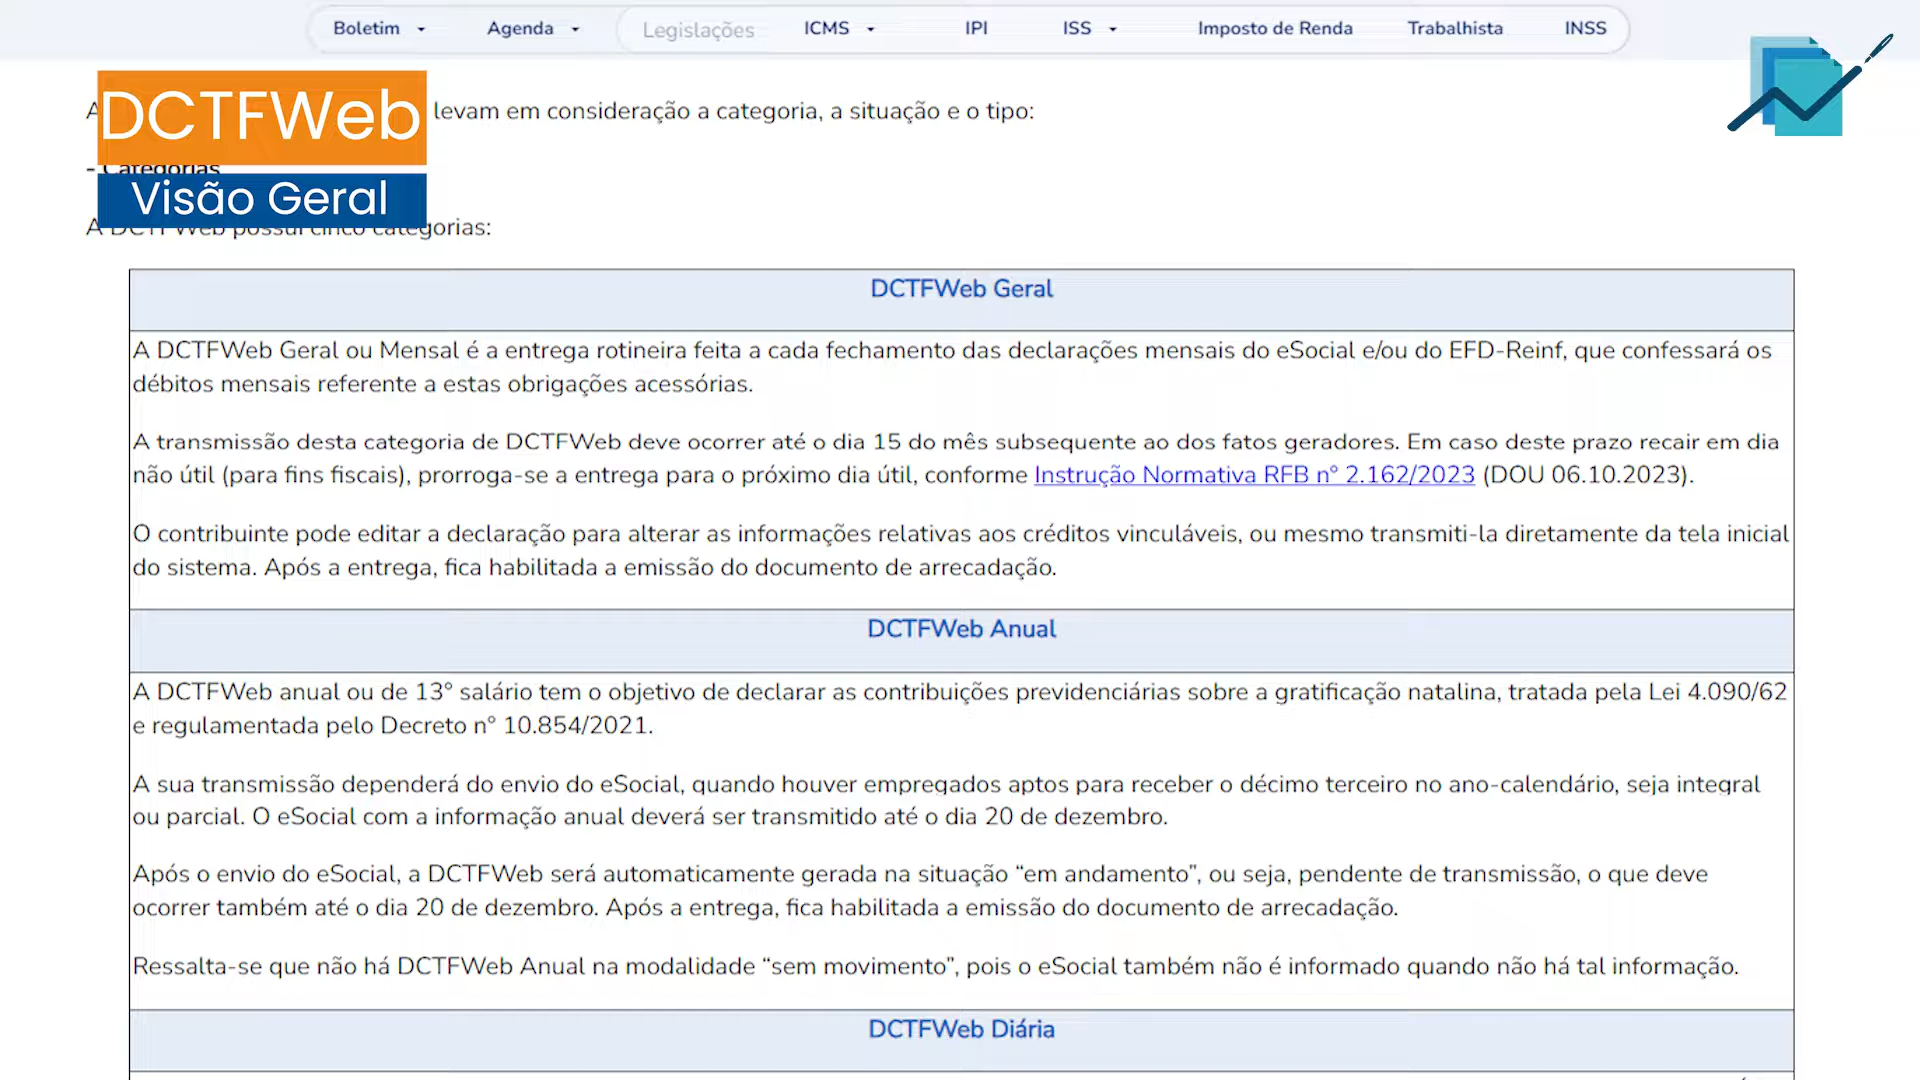 Boletim Agenda Legislações ICMS IPI ISS Imposto de Renda Trabalhista INSS
DCTFWeb
Visão Geral
levam em consideração a categoria, a situação e o tipo:
- Categorias
A DCTFWeb possui cinco categorias:
DCTFWeb Geral
A DCTFWeb Geral ou Mensal é a entrega rotineira feita a cada fechamento das declarações mensais do eSocial e/ou do EFD-Reinf, que confessará os
débitos mensais referente a estas obrigações acessórias.
A transmissão desta categoria de DCTFWeb deve ocorrer até o dia 15 do mês subsequente ao dos fatos geradores. Em caso deste prazo recair em dia
não útil (para fins fiscais), prorroga-se a entrega para o próximo dia útil, conforme Instrução Normativa RFB nº 2.162/2023 (DOU 06.10.2023).
O contribuinte pode editar a declaração para alterar as informações relativas aos créditos vinculáveis, ou mesmo transmiti-la diretamente da tela inicial
do sistema. Após a entrega, fica habilitada a emissão do documento de arrecadação.
DCTFWeb Anual
A DCTFWeb anual ou de 13° salário tem o objetivo de declarar as contribuições previdenciárias sobre a gratificação natalina, tratada pela Lei 4.090/62
e regulamentada pelo Decreto n° 10.854/2021.
A sua transmissão dependerá do envio do eSocial, quando houver empregados aptos para receber o décimo terceiro no ano-calendário, seja integral
ou parcial. O eSocial com a informação anual deverá ser transmitido até o dia 20 de dezembro.
Após o envio do eSocial, a DCTFWeb será automaticamente gerada na situação “em andamento”, ou seja, pendente de transmissão, o que deve
ocorrer também até o dia 20 de dezembro. Após a entrega, fica habilitada a emissão do documento de arrecadação.
Ressalta-se que não há DCTFWeb Anual na modalidade “sem movimento”, pois o eSocial também não é informado quando não há tal informação.
DCTFWeb Diária